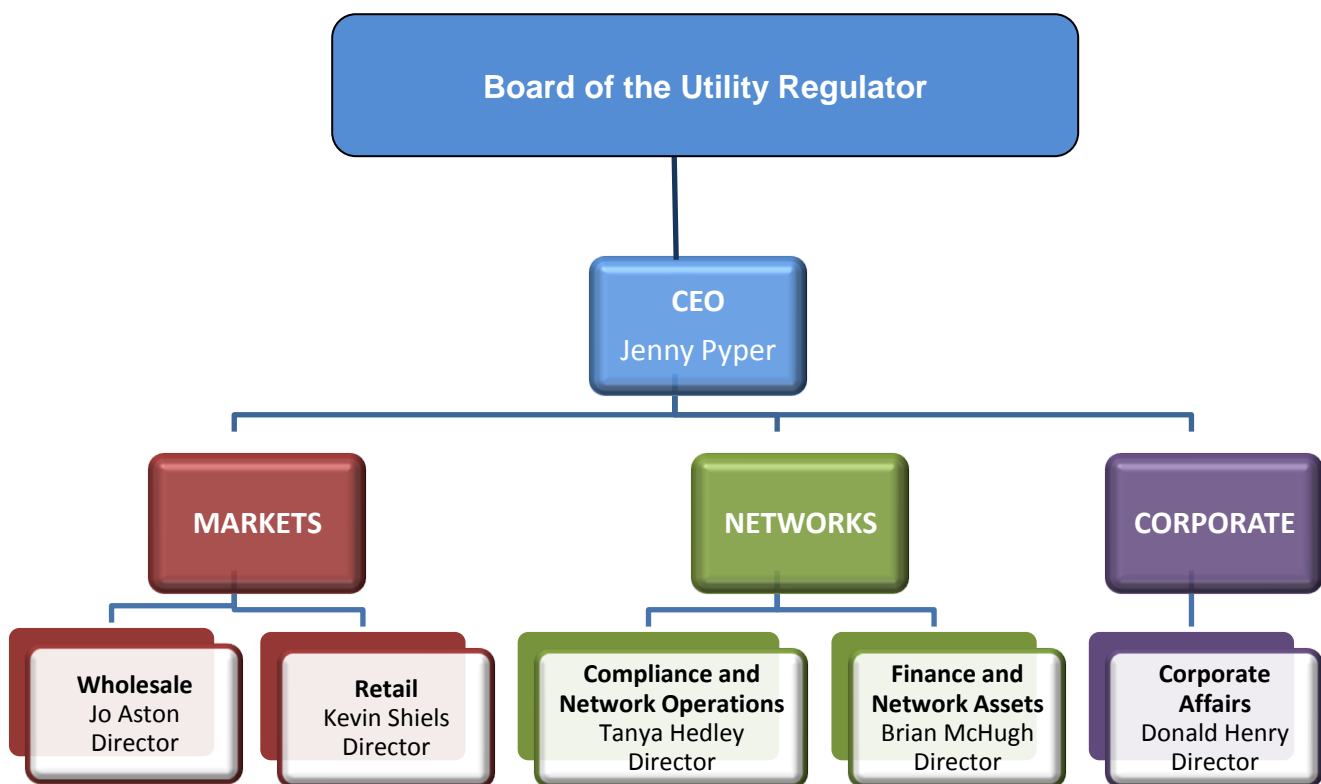 Board of the Utility Regulator
CEO
Jenny Pyper
MARKETS
NETWORKS
CORPORATE
Wholesale
Jo Aston
Director
Retail
Kevin Shiels
Director
Compliance and
Network Operations
Tanya Hedley
Director
Finance and
Network Assets
Brian McHugh
Director
Corporate
Affairs
Donald Henry
Director